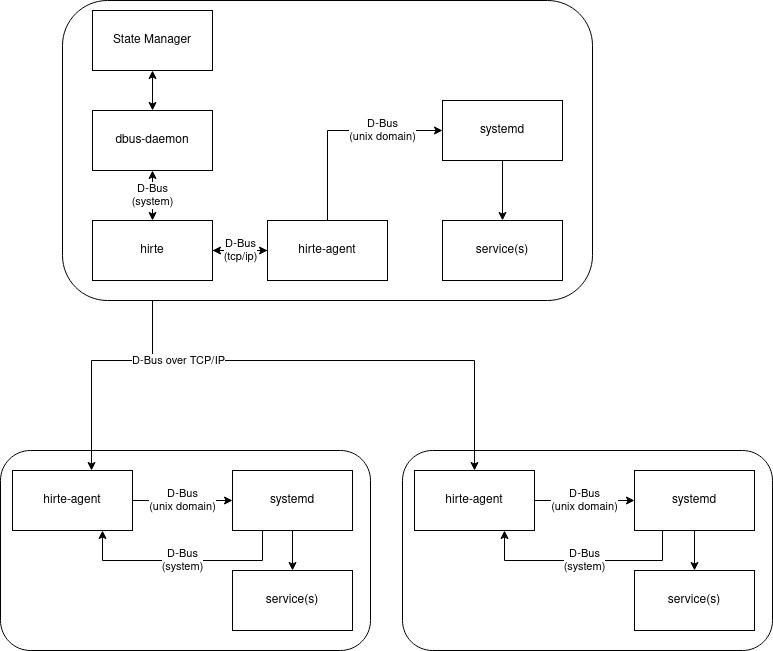 State Manager
dbus-daemon
D-Bus
(system)
hirte
D-Bus
(tcp/ip)
hirte-agent
D-Bus
(unix domain)
systemd
service(s)
D-Bus over TCP/IP
hirte-agent
D-Bus
(unix domain)
systemd
D-Bus
(system)
service(s)
hirte-agent
D-Bus
(unix domain)
systemd
D-Bus
(system)
service(s)